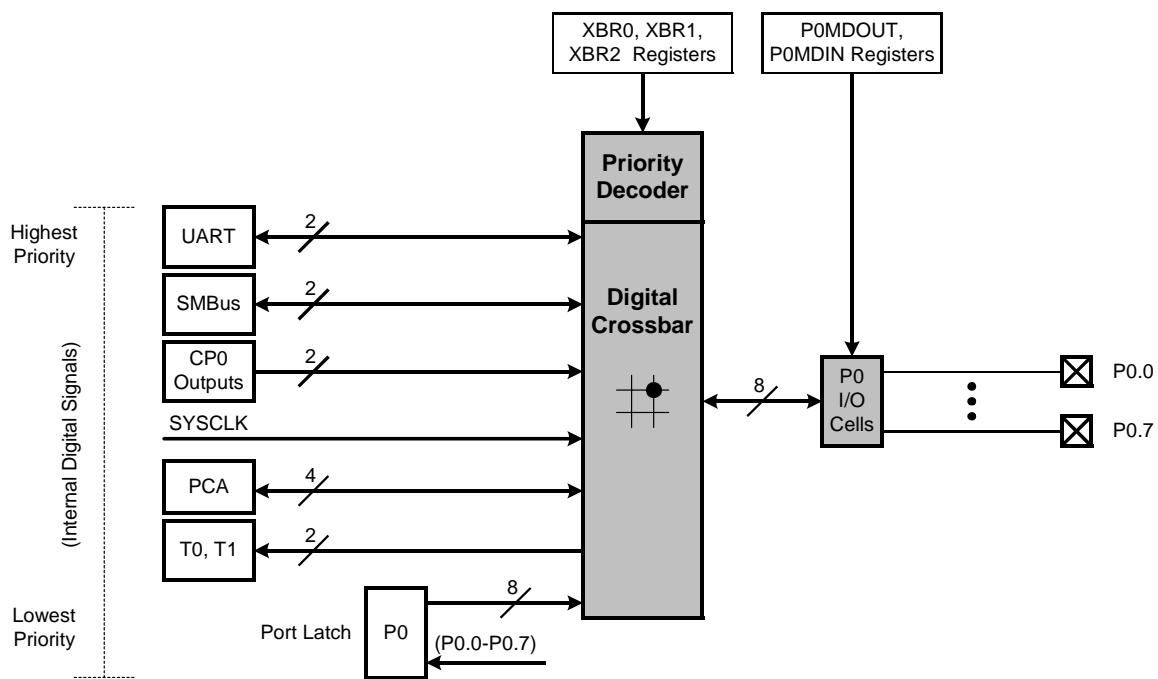 XBR0, XBR1,
XBR2 Registers
P0MDOUT,
P0MDIN Registers
Priority
Decoder
Highest
Priority
UART
2
SMBus
2
Digital
Crossbar
CP0
Outputs
2
(Internal Digital Signals)
SYSCLK
8
P0
I/O
Cells
P0.0
P0.7
PCA
4
T0, T1
2
Lowest
Priority
Port Latch
P0
8
(P0.0-P0.7)